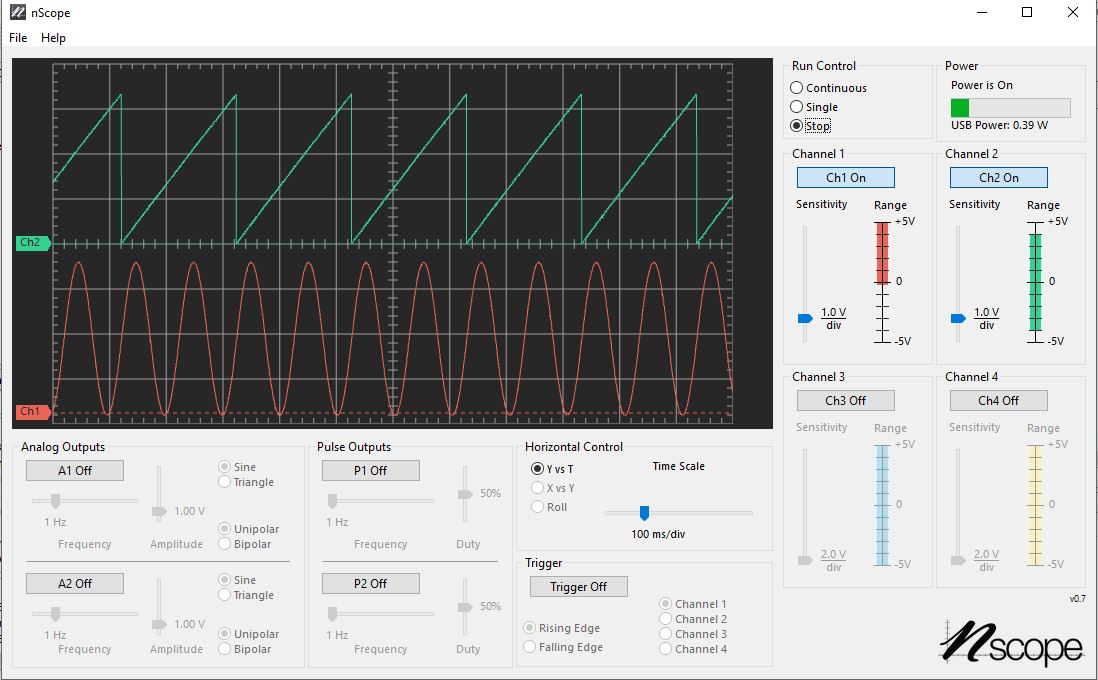 nScope
File Help
Ch2
Ch1
Run Control
Continuous
Single
Stop
Power
Power is On
USB Power: 0.39 W
Channel 1
Ch1 On
Sensitivity Range
+5V
0
1.0 V
div
-5V
Channel 2
Ch2 On
Sensitivity Range
+5V
0
1.0 V
div
-5V
Channel 3
Ch3 Off
Sensitivity Range
+5V
0
2.0 V
div
-5V
Channel 4
Ch4 Off
Sensitivity Range
+5V
0
2.0 V
div
-5V
Analog Outputs
A1 Off
Sine
Triangle
1.00 V
1 Hz
Unipolar
Bipolar
Frequency Amplitude
A2 Off
Sine
Triangle
1.00 V
1 Hz
Unipolar
Bipolar
Frequency Amplitude
Pulse Outputs
P1 Off
50%
1 Hz
Frequency Duty
P2 Off
50%
1 Hz
Frequency Duty
Horizontal Control
Y vs T
X vs Y
Roll
Time Scale
100 ms/div
Trigger
Trigger Off
Rising Edge
Falling Edge
Channel 1
Channel 2
Channel 3
Channel 4
v0.7
nscope